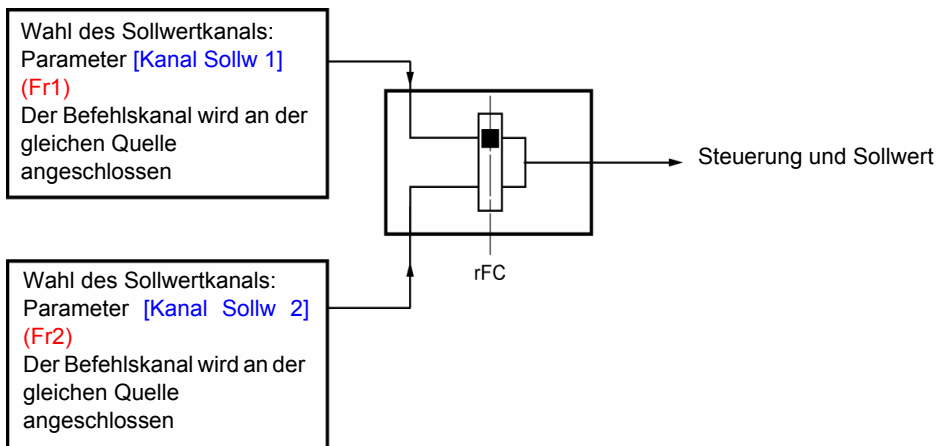 Wahl des Sollwertkanals:
Parameter [Kanal Sollw 1]
(Fr1)
Der Befehlskanal wird an der
gleichen Quelle
angeschlossen
Steuerung und Sollwert
rFC
Wahl des Sollwertkanals:
Parameter [Kanal Sollw 2]
(Fr2)
Der Befehlskanal wird an der
gleichen Quelle
angeschlossen